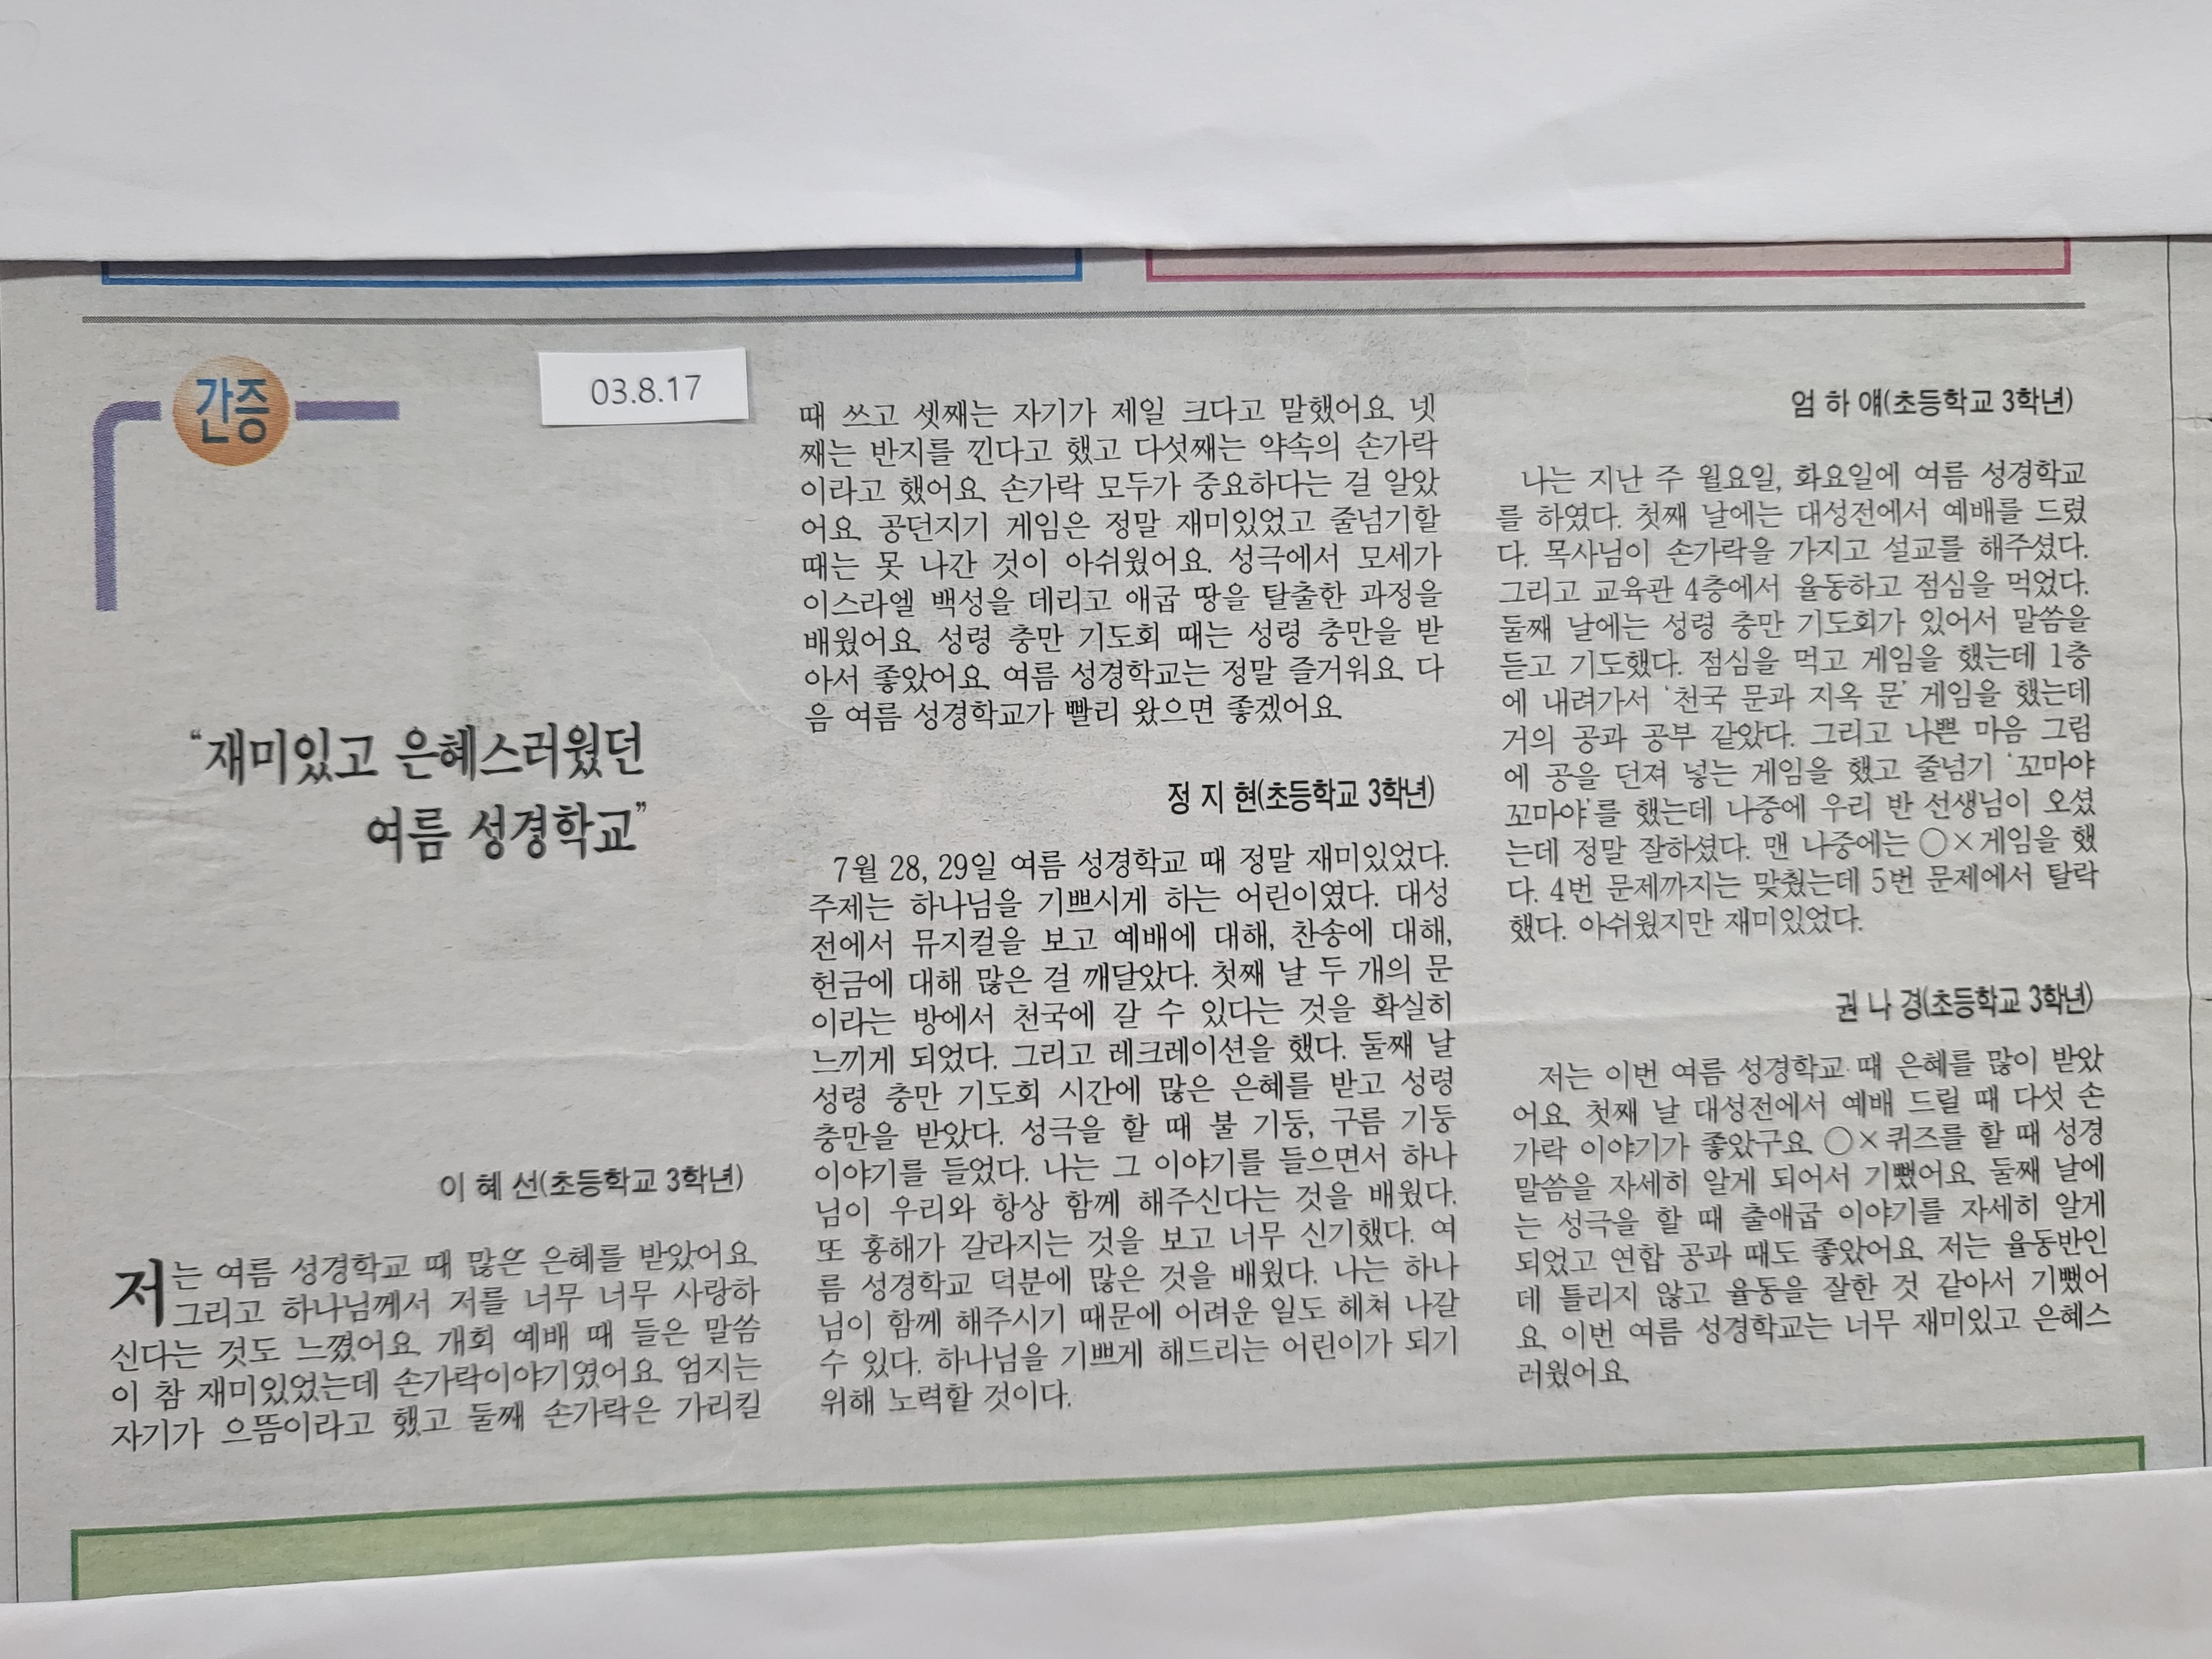 간증
03.8.17
“재미있고 은혜스러웠던
여름 성경학교”
이 혜 선(초등학교 3학년)
저는 여름 성경학교 때 많은 은혜를 받았어요.
그리고 하나님께서 저를 너무 너무 사랑하
신다는 것도 느꼈어요. 개회 예배 때 들은 말씀
이 참 재미있었는데 손가락이야기였어요. 엄지는
자기가 으뜸이라고 했고 둘째 손가락은 가리킬
때 쓰고 셋째는 자기가 제일 크다고 말했어요. 넷
째는 반지를 낀다고 했고 다섯째는 약속의 손가락
이라고 했어요. 손가락 모두가 중요하다는 걸 알았
어요. 공던지기 게임은 정말 재미있었고 줄넘기할
때는 못 나간 것이 아쉬웠어요. 성극에서 모세가
이스라엘 백성을 데리고 애굽 땅을 탈출한 과정을
배웠어요. 성령 충만 기도회 때는 성령 충만을 받
아서 좋았어요. 여름 성경학교는 정말 즐거워요. 다
음 여름 성경학교가 빨리 왔으면 좋겠어요.
정 지 현(초등학교 3학년)
7월 28, 29일 여름 성경학교 때 정말 재미있었다.
주제는 하나님을 기쁘시게 하는 어린이였다. 대성
전에서 뮤지컬을 보고 예배에 대해, 찬송에 대해,
헌금에 대해 많은 걸 깨달았다. 첫째 날 두 개의 문
이라는 방에서 천국에 갈 수 있다는 것을 확실히
느끼게 되었다. 그리고 레크레이션을 했다. 둘째 날
성령 충만 기도회 시간에 많은 은혜를 받고 성령
충만을 받았다. 성극을 할 때 불 기둥, 구름 기둥
이야기를 들었다. 나는 그 이야기를 들으면서 하나
님이 우리와 항상 함께 해주신다는 것을 배웠다.
또 홍해가 갈라지는 것을 보고 너무 신기했다. 여
름 성경학교 덕분에 많은 것을 배웠다. 나는 하나
님이 함께 해주시기 때문에 어려운 일도 헤쳐 나갈
수 있다. 하나님을 기쁘게 해드리는 어린이가 되기
위해 노력할 것이다.
엄 하 얘(초등학교 3학년)
나는 지난 주 월요일, 화요일에 여름 성경학교
를 하였다. 첫째 날에는 대성전에서 예배를 드렸
다. 목사님이 손가락을 가지고 설교를 해주셨다.
그리고 교육관 4층에서 율동하고 점심을 먹었다.
둘째 날에는 성령 충만 기도회가 있어서 말씀을
듣고 기도했다. 점심을 먹고 게임을 했는데 1층
에 내려가서 ‘천국 문과 지옥 문’ 게임을 했는데
거의 공과 공부 같았다. 그리고 나쁜 마음 그림
에 공을 던져 넣는 게임을 했고 줄넘기 ‘꼬마야
꼬마야’를 했는데 나중에 우리 반 선생님이 오셨
는데 정말 잘하셨다. 맨 나중에는 ○×게임을 했
다. 4번 문제까지는 맞췄는데 5번 문제에서 탈락
했다. 아쉬웠지만 재미있었다.
권 나 경(초등학교 3학년)
저는 이번 여름 성경학교 때 은혜를 많이 받았
어요. 첫째 날 대성전에서 예배 드릴 때 다섯 손
가락 이야기가 좋았구요. ○×퀴즈를 할 때 성경
말씀을 자세히 알게 되어서 기뻤어요. 둘째 날에
는 성극을 할 때 출애굽 이야기를 자세히 알게
되었고 연합 공과 때도 좋았어요. 저는 율동반인
데 틀리지 않고 율동을 잘한 것 같아서 기뻤어
요. 이번 여름 성경학교는 너무 재미있고 은혜스
러웠어요.